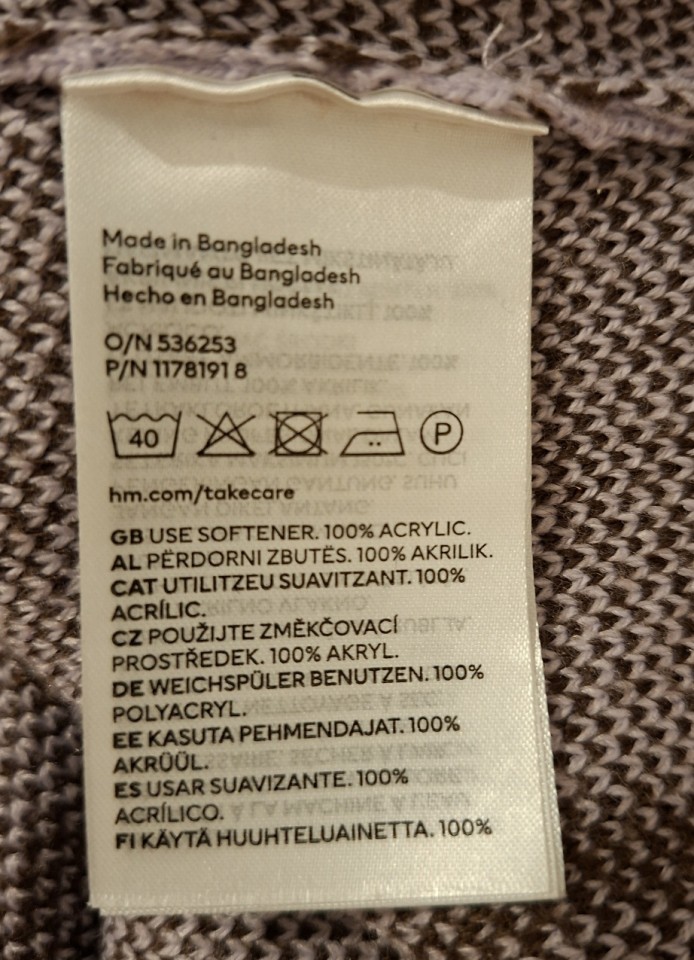 Made in Bangladesh
Fabriqué au Bangladesh
Hecho en Bangladesh
O/N 536253
P/N 1178191 8
40
P
hm.com/takecare
GB USE SOFTENER. 100% ACRYLIC.
AL PËRDORNI ZBUTËS. 100% AKRILIK.
CAT UTILITZEU SUAVITZANT. 100%
ACRÍLIC.
CZ POUŽIJTE ZMĚKČOVACÍ
PROSTŘEDEK. 100% AKRYL.
DE WEICHSPÜLER BENUTZEN. 100%
POLYACRYL.
EE KASUTA PEHMENDAJAT. 100%
AKRÜÜL.
ES USAR SUAVIZANTE. 100%
ACRÍLICO.
FI KÄYTÄ HUUHTELUAINETTA. 100%